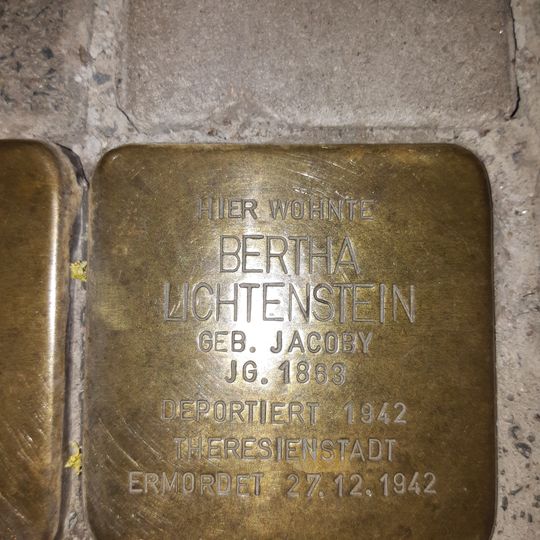 HIER WOHNTE
BERTHA
LICHTENSTEIN
GEB. JACOBY
JG. 1863
DEPORTIERT 1942
THERESIENSTADT
ERMORDET 27.12.1942